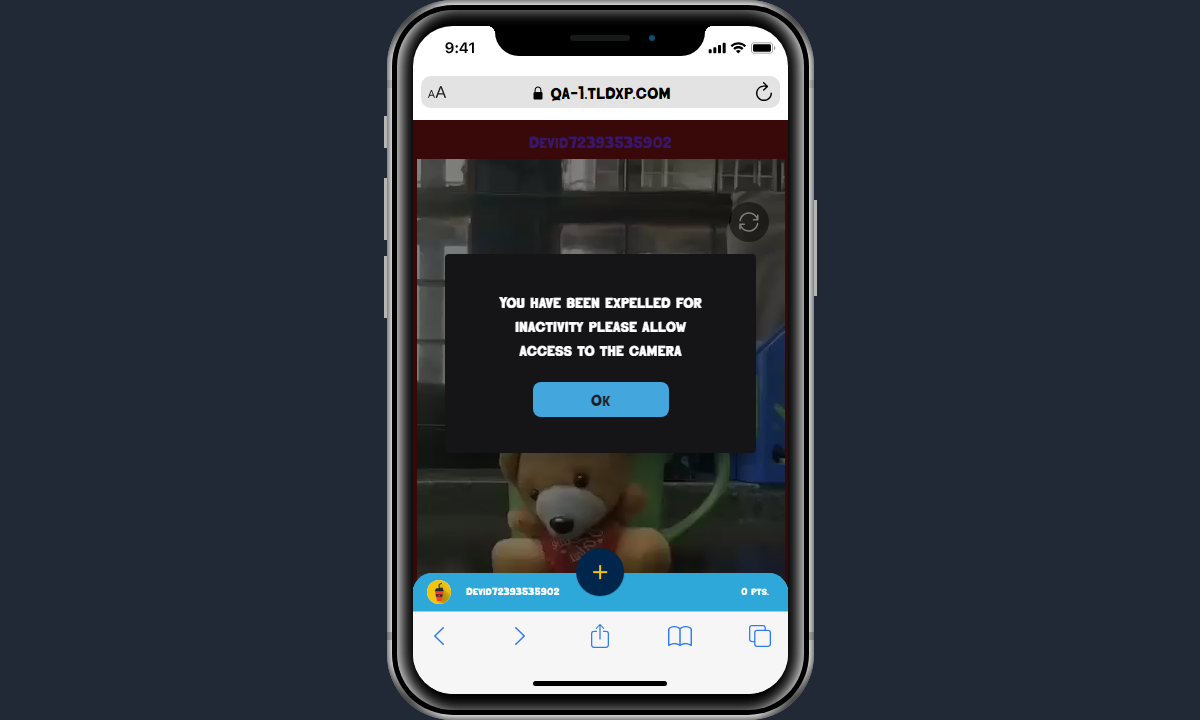 9:41
AA
QA-1.TLDXP.COM
Devid72393535902
You have been expelled for
inactivity please allow
access to the camera
Ok
Devid72393535902
0 pts.